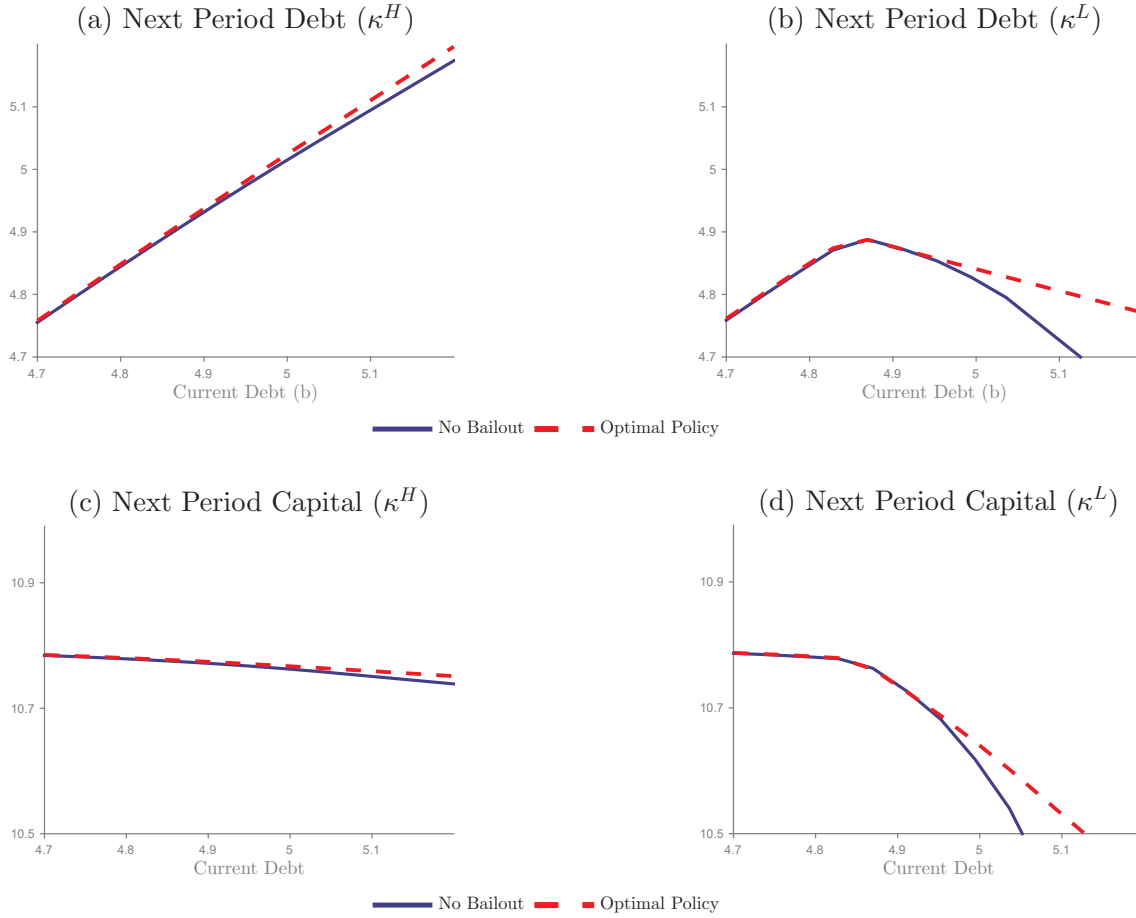 (a) Next Period Debt (κ^H)
5.1
5
4.9
4.8
4.7
4.7 4.8 4.9 5 5.1
Current Debt (b)
(b) Next Period Debt (κ^L)
5.1
5
4.9
4.8
4.7
4.7 4.8 4.9 5 5.1
Current Debt (b)
No Bailout Optimal Policy
(c) Next Period Capital (κ^H)
10.9
10.7
10.5
4.7 4.8 4.9 5 5.1
Current Debt
(d) Next Period Capital (κ^L)
10.9
10.7
10.5
4.7 4.8 4.9 5 5.1
Current Debt
No Bailout Optimal Policy